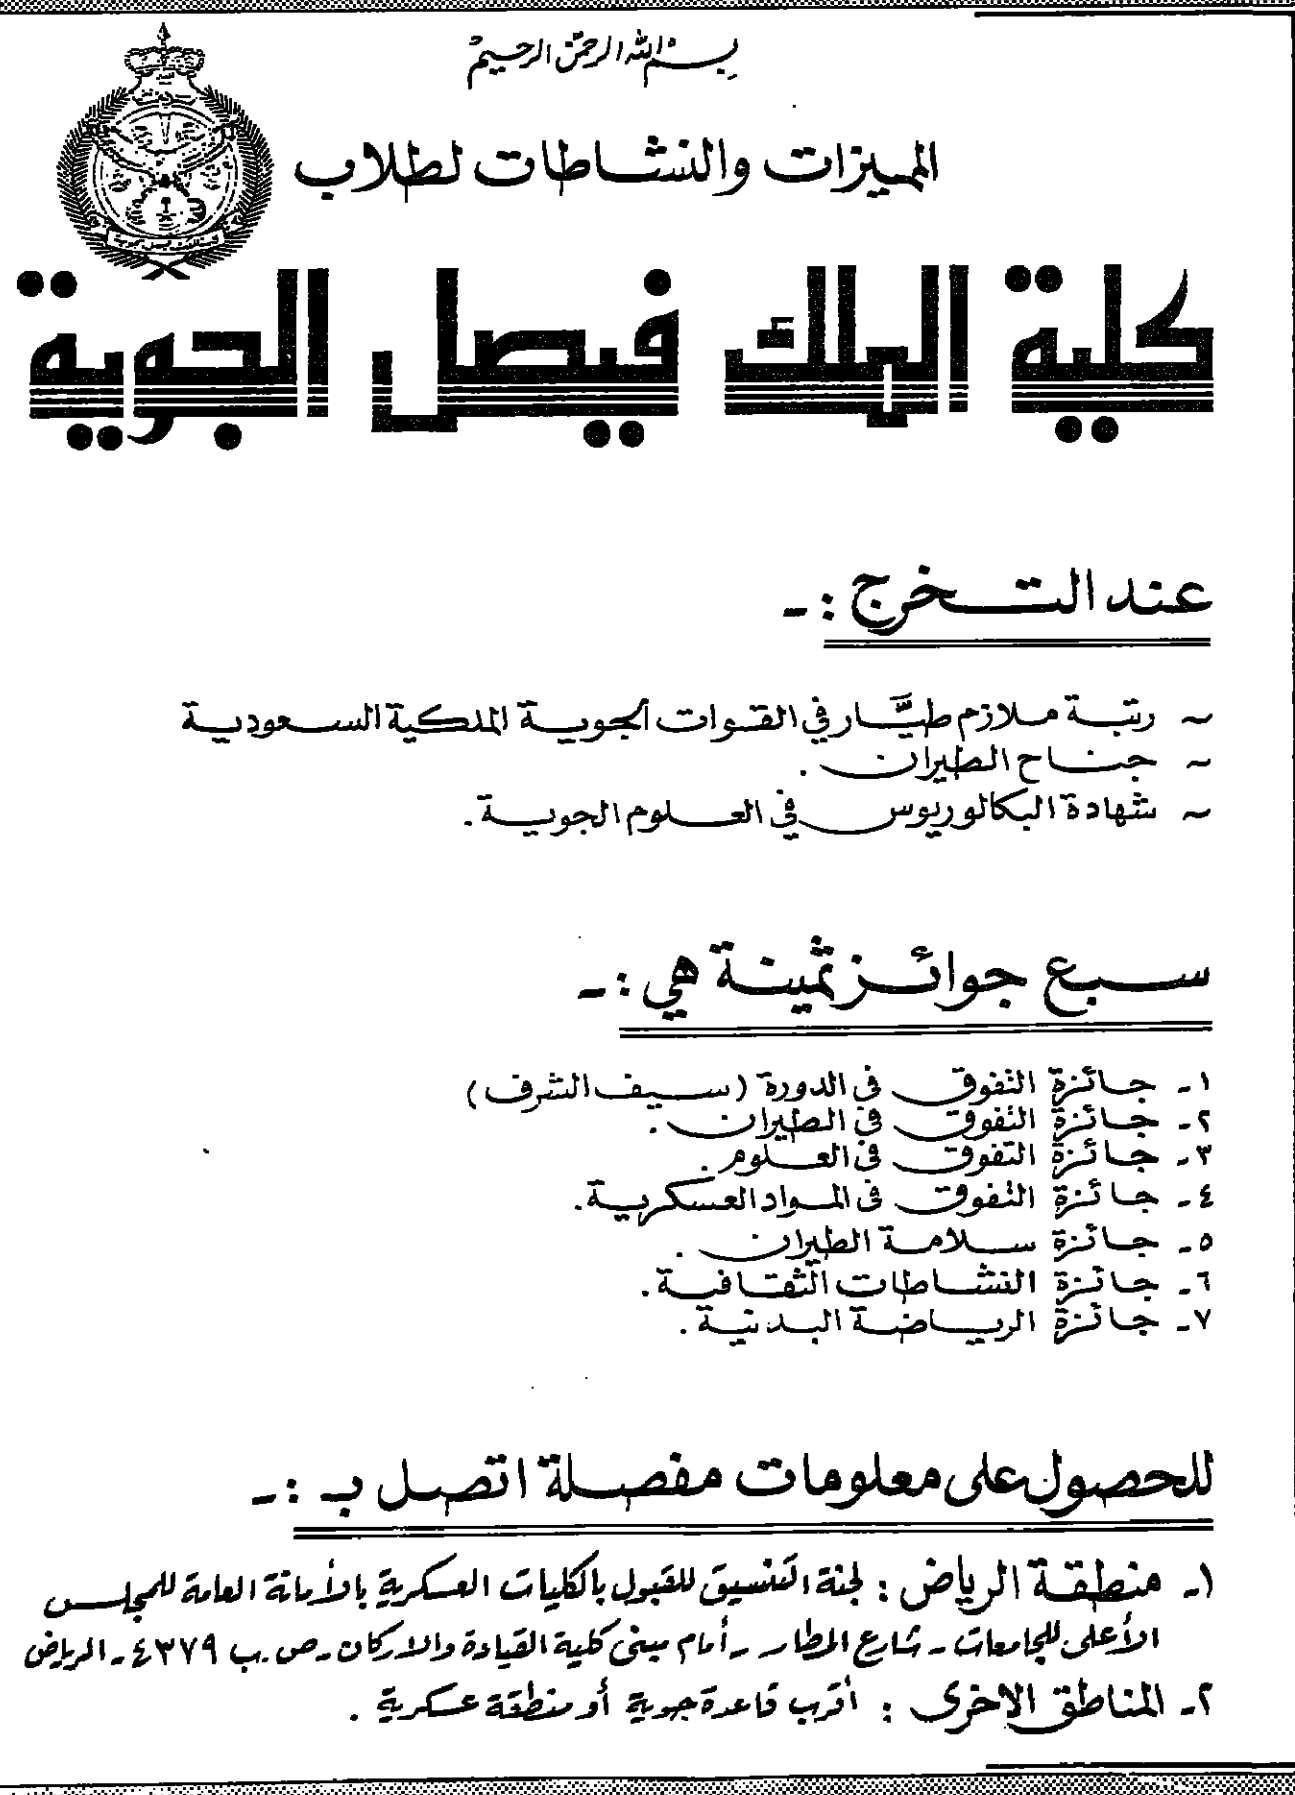 بسم الله الرحمن الرحيم
المميزات والنشاطات لطلاب
كلية الملك فيصل الجوية
عند التخرج :-
~ رتبة ملازم طيَّار في القوات الجوية الملكية السعودية
~ جناح الطيران .
~ شهادة البكالوريوس في العلوم الجوية .
سبع جوائز ثمينة هي :-
١- جائزة التفوق في الدورة (سيف الشرف)
٢- جائزة التفوق في الطيران .
٣- جائزة التفوق في العلوم .
٤- جائزة التفوق في المواد العسكرية .
٥- جائزة سلامة الطيران .
٦- جائزة النشاطات الثقافية .
٧- جائزة الرياضة البدنية .
للحصول على معلومات مفصلة اتصل بـ :-
١- منطقة الرياض : لجنة التنسيق للقبول بالكليات العسكرية بالأمانة العامة للمجلس
الأعلى للجامعات - شارع المطار - أمام مبنى كلية القيادة والاركان - ص.ب ٤٣٧٩ - الرياض
٢- المناطق الاخرى : أقرب قاعدة جوية أو منطقة عسكرية .